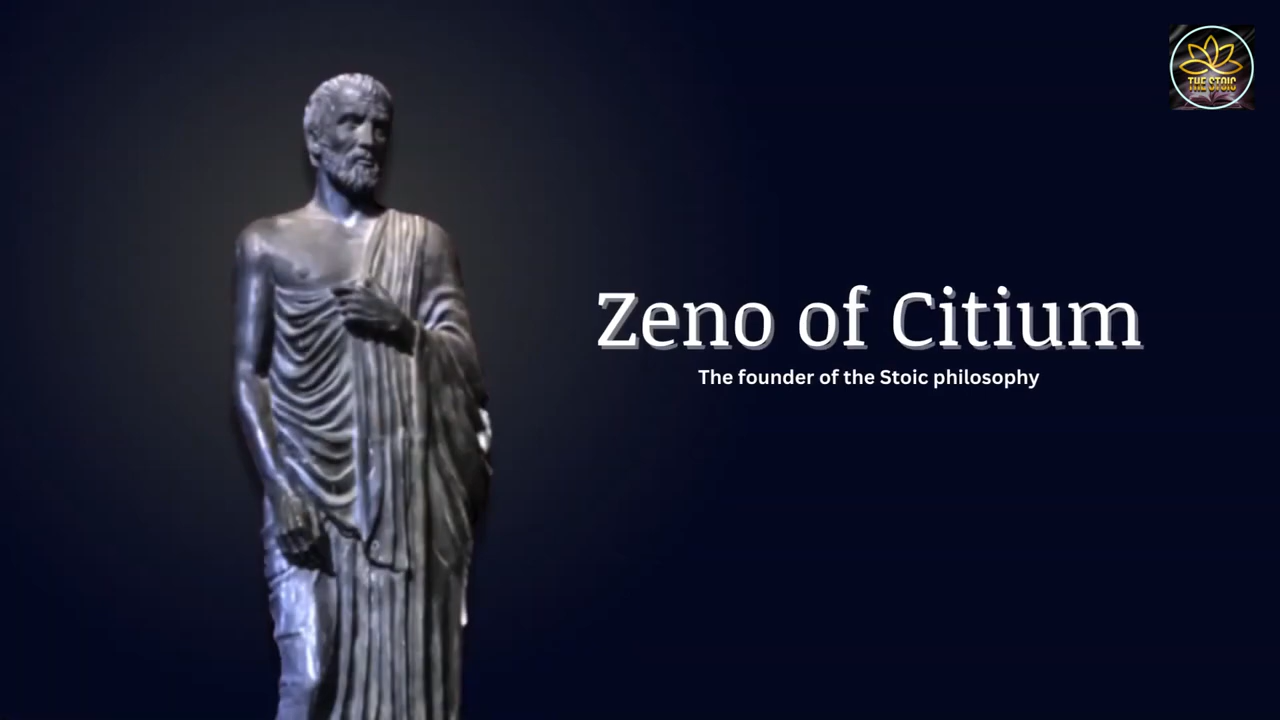 THE STOIC
Zeno of Citium
The founder of the Stoic philosophy